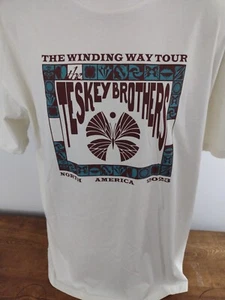 THE WINDING WAY TOUR
the
TESKEY BROTHERS
NORTH AMERICA 2023